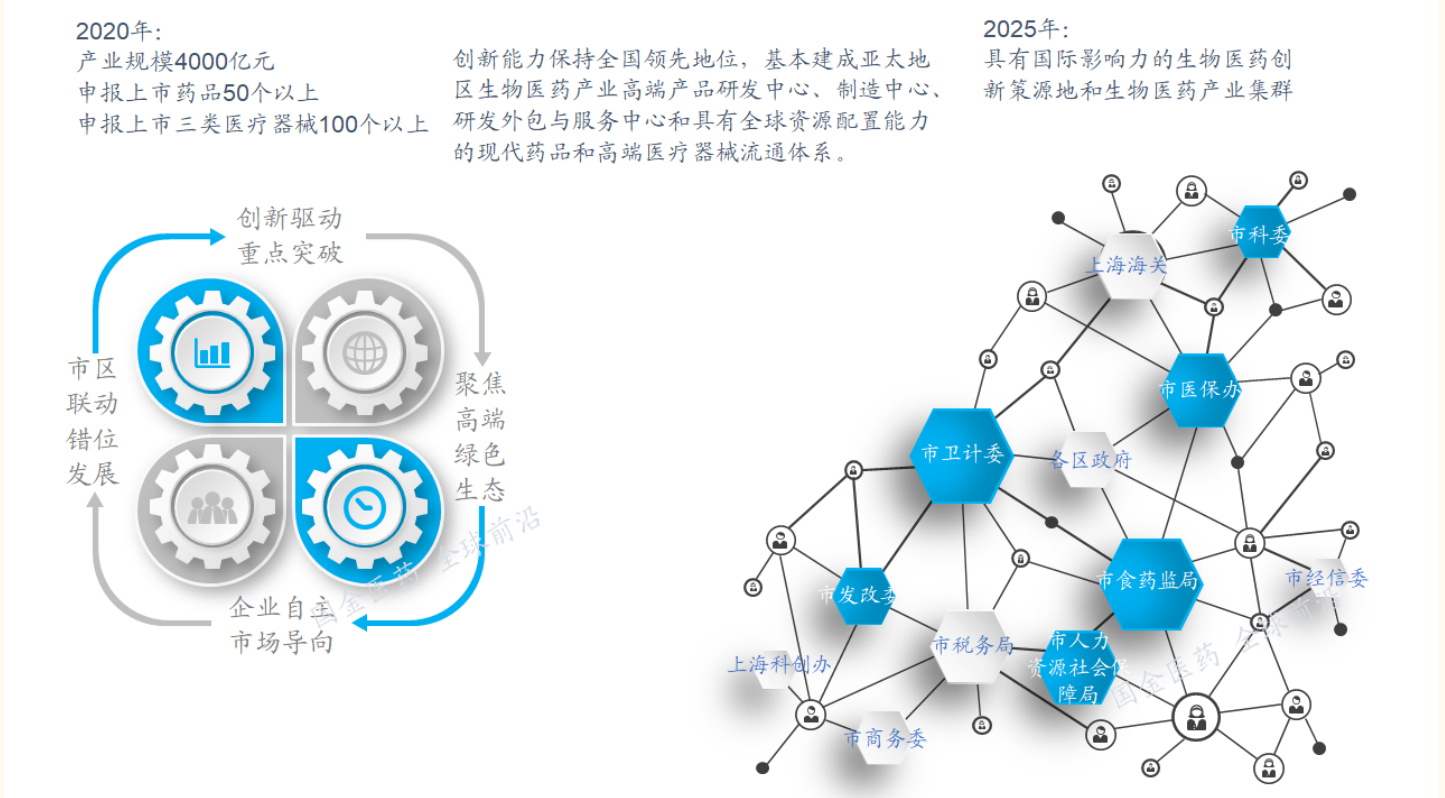 2020年：
产业规模4000亿元
申报上市药品50个以上
申报上市三类医疗器械100个以上
创新能力保持全国领先地位，基本建成亚太地
区生物医药产业高端产品研发中心、制造中心、
研发外包与服务中心和具有全球资源配置能力
的现代药品和高端医疗器械流通体系。
2025年：
具有国际影响力的生物医药创
新策源地和生物医药产业集群
创新驱动
重点突破
市区
联动
错位
发展
聚焦
高端
绿色
生态
企业自主
市场导向
国金医药 全球前沿
市科委
上海海关
市医保办
市卫计委
各区政府
市食药监局
市经信委
市发改委
市税务局
市人力
资源社会保
障局
上海科创办
市商务委
国金医药 全球前沿